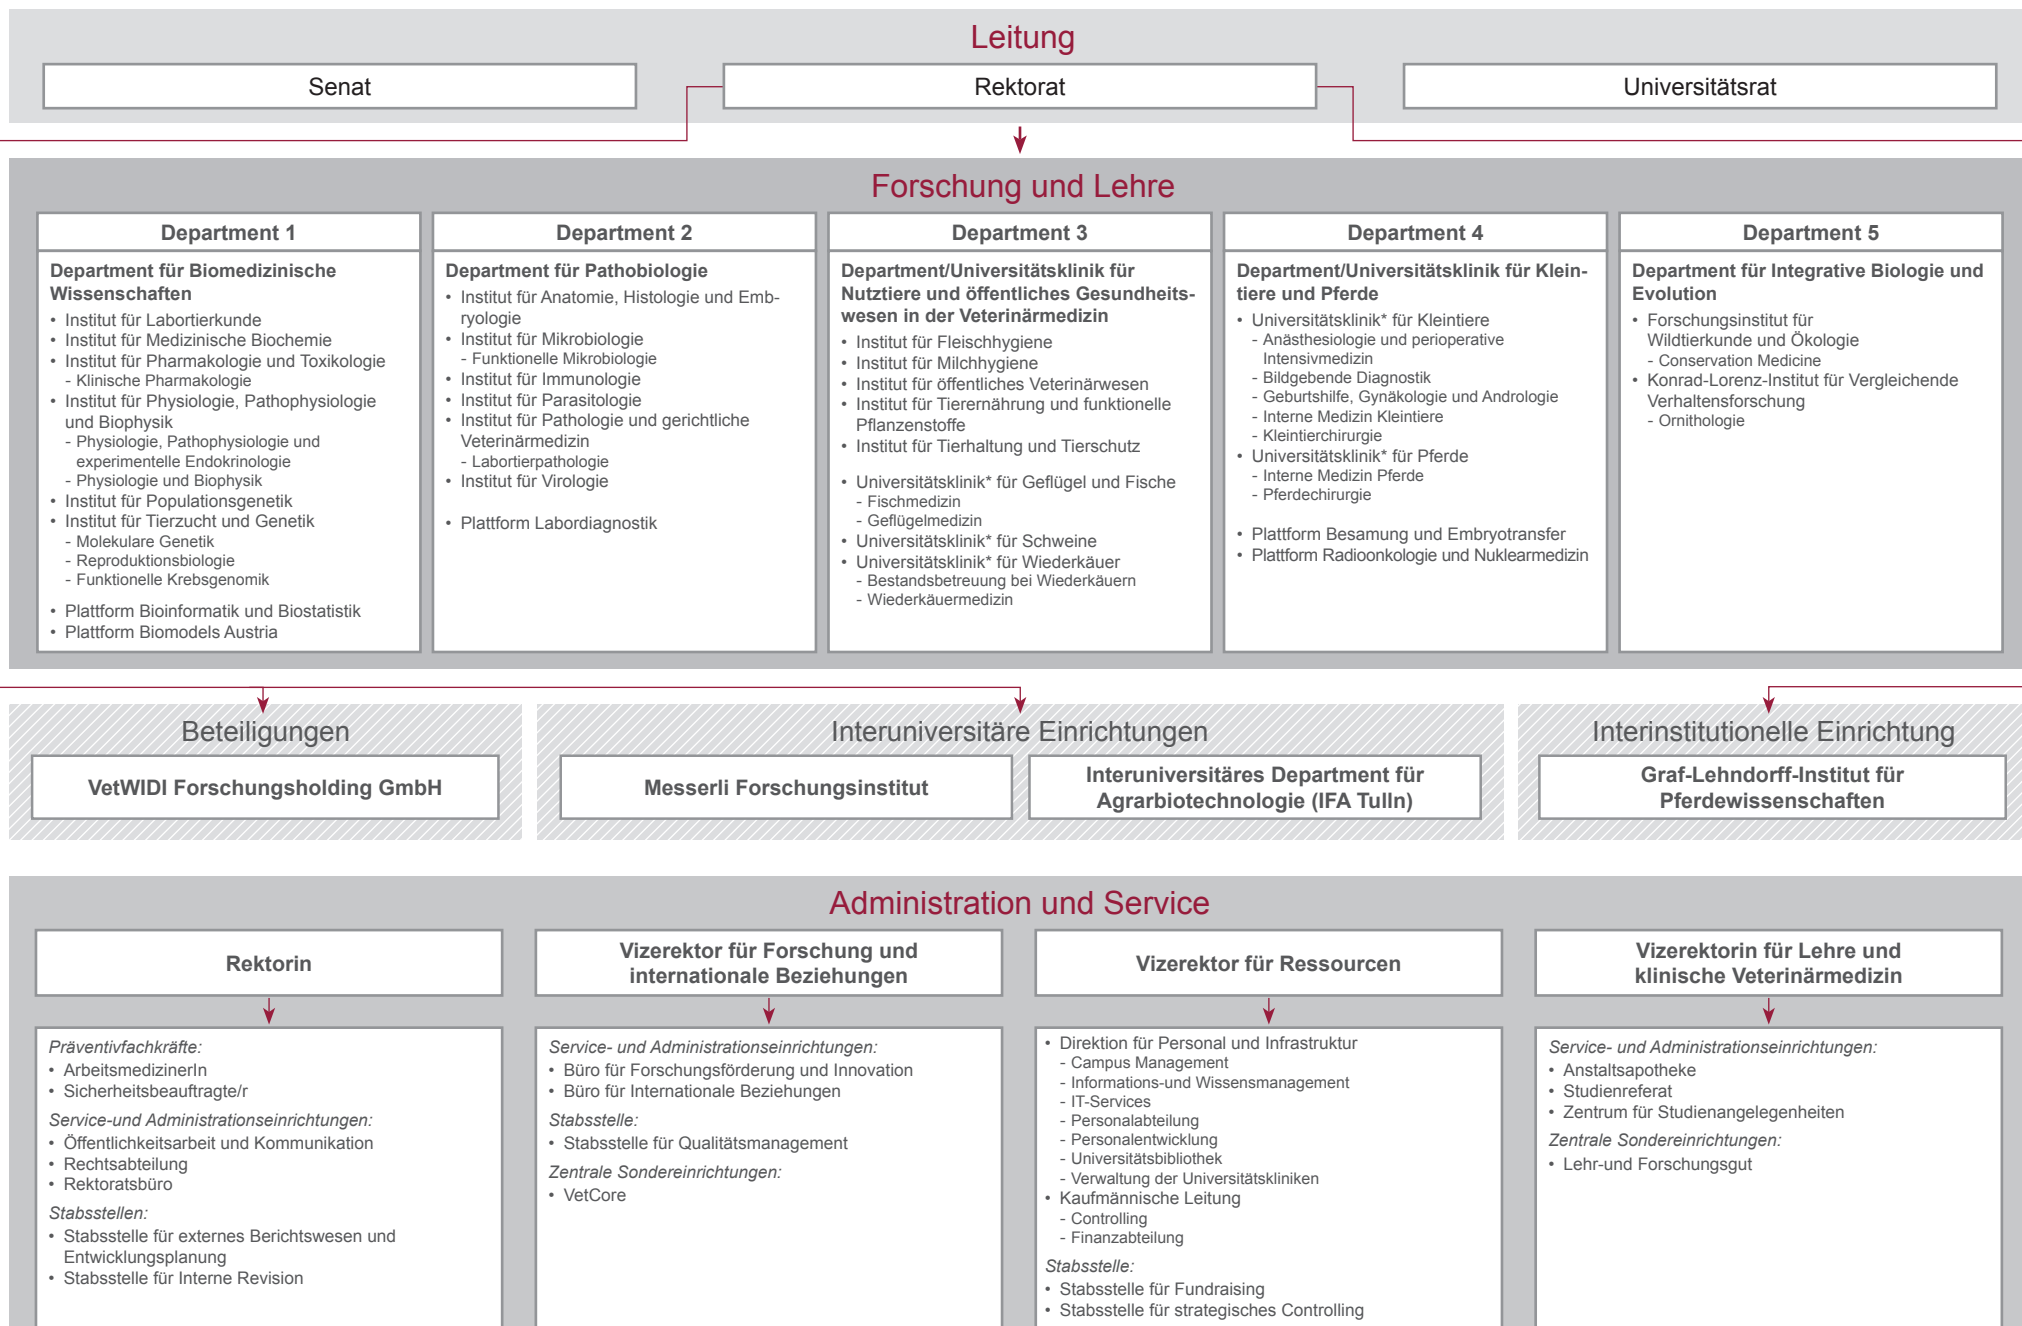 Leitung
Senat
Rektorat
Universitätsrat
Forschung und Lehre
Department 1
Department für Biomedizinische
Wissenschaften
• Institut für Labortierkunde
• Institut für Medizinische Biochemie
• Institut für Pharmakologie und Toxikologie
- Klinische Pharmakologie
• Institut für Physiologie, Pathophysiologie
und Biophysik
- Physiologie, Pathophysiologie und
experimentelle Endokrinologie
- Physiologie und Biophysik
• Institut für Populationsgenetik
• Institut für Tierzucht und Genetik
- Molekulare Genetik
- Reproduktionsbiologie
- Funktionelle Krebsgenomik
• Plattform Bioinformatik und Biostatistik
• Plattform Biomodels Austria
Department 2
Department für Pathobiologie
• Institut für Anatomie, Histologie und Emb-
ryologie
• Institut für Mikrobiologie
- Funktionelle Mikrobiologie
• Institut für Immunologie
• Institut für Parasitologie
• Institut für Pathologie und gerichtliche
Veterinärmedizin
- Labortierpathologie
• Institut für Virologie
• Plattform Labordiagnostik
Department 3
Department/Universitätsklinik für
Nutztiere und öffentliches Gesundheits-
wesen in der Veterinärmedizin
• Institut für Fleischhygiene
• Institut für Milchhygiene
• Institut für öffentliches Veterinärwesen
• Institut für Tierernährung und funktionelle
Pflanzenstoffe
• Institut für Tierhaltung und Tierschutz
• Universitätsklinik* für Geflügel und Fische
- Fischmedizin
- Geflügelmedizin
• Universitätsklinik* für Schweine
• Universitätsklinik* für Wiederkäuer
- Bestandsbetreuung bei Wiederkäuern
- Wiederkäuermedizin
Department 4
Department/Universitätsklinik für Klein-
tiere und Pferde
• Universitätsklinik* für Kleintiere
- Anästhesiologie und perioperative
Intensivmedizin
- Bildgebende Diagnostik
- Geburtshilfe, Gynäkologie und Andrologie
- Interne Medizin Kleintiere
- Kleintierchirurgie
• Universitätsklinik* für Pferde
- Interne Medizin Pferde
- Pferdechirurgie
• Plattform Besamung und Embryotransfer
• Plattform Radioonkologie und Nuklearmedizin
Department 5
Department für Integrative Biologie und
Evolution
• Forschungsinstitut für
Wildtierkunde und Ökologie
- Conservation Medicine
• Konrad-Lorenz-Institut für Vergleichende
Verhaltensforschung
- Ornithologie
Beteiligungen
VetWIDI Forschungsholding GmbH
Interuniversitäre Einrichtungen
Messerli Forschungsinstitut
Interuniversitäres Department für
Agrarbiotechnologie (IFA Tulln)
Interinstitutionelle Einrichtung
Graf-Lehndorff-Institut für
Pferdewissenschaften
Administration und Service
Rektorin
Präventivfachkräfte:
• ArbeitsmedizinerIn
• Sicherheitsbeauftragte/r
Service-und Administrationseinrichtungen:
• Öffentlichkeitsarbeit und Kommunikation
• Rechtsabteilung
• Rektoratsbüro
Stabsstellen:
• Stabsstelle für externes Berichtswesen und
Entwicklungsplanung
• Stabsstelle für Interne Revision
Vizerektor für Forschung und
internationale Beziehungen
Service- und Administrationseinrichtungen:
• Büro für Forschungsförderung und Innovation
• Büro für Internationale Beziehungen
Stabsstelle:
• Stabsstelle für Qualitätsmanagement
Zentrale Sondereinrichtungen:
• VetCore
Vizerektor für Ressourcen
• Direktion für Personal und Infrastruktur
- Campus Management
- Informations-und Wissensmanagement
- IT-Services
- Personalabteilung
- Personalentwicklung
- Universitätsbibliothek
- Verwaltung der Universitätskliniken
• Kaufmännische Leitung
- Controlling
- Finanzabteilung
Stabsstelle:
• Stabsstelle für Fundraising
• Stabsstelle für strategisches Controlling
Vizerektorin für Lehre und
klinische Veterinärmedizin
Service- und Administrationseinrichtungen:
• Anstaltsapotheke
• Studienreferat
• Zentrum für Studienangelegenheiten
Zentrale Sondereinrichtungen:
• Lehr-und Forschungsgut